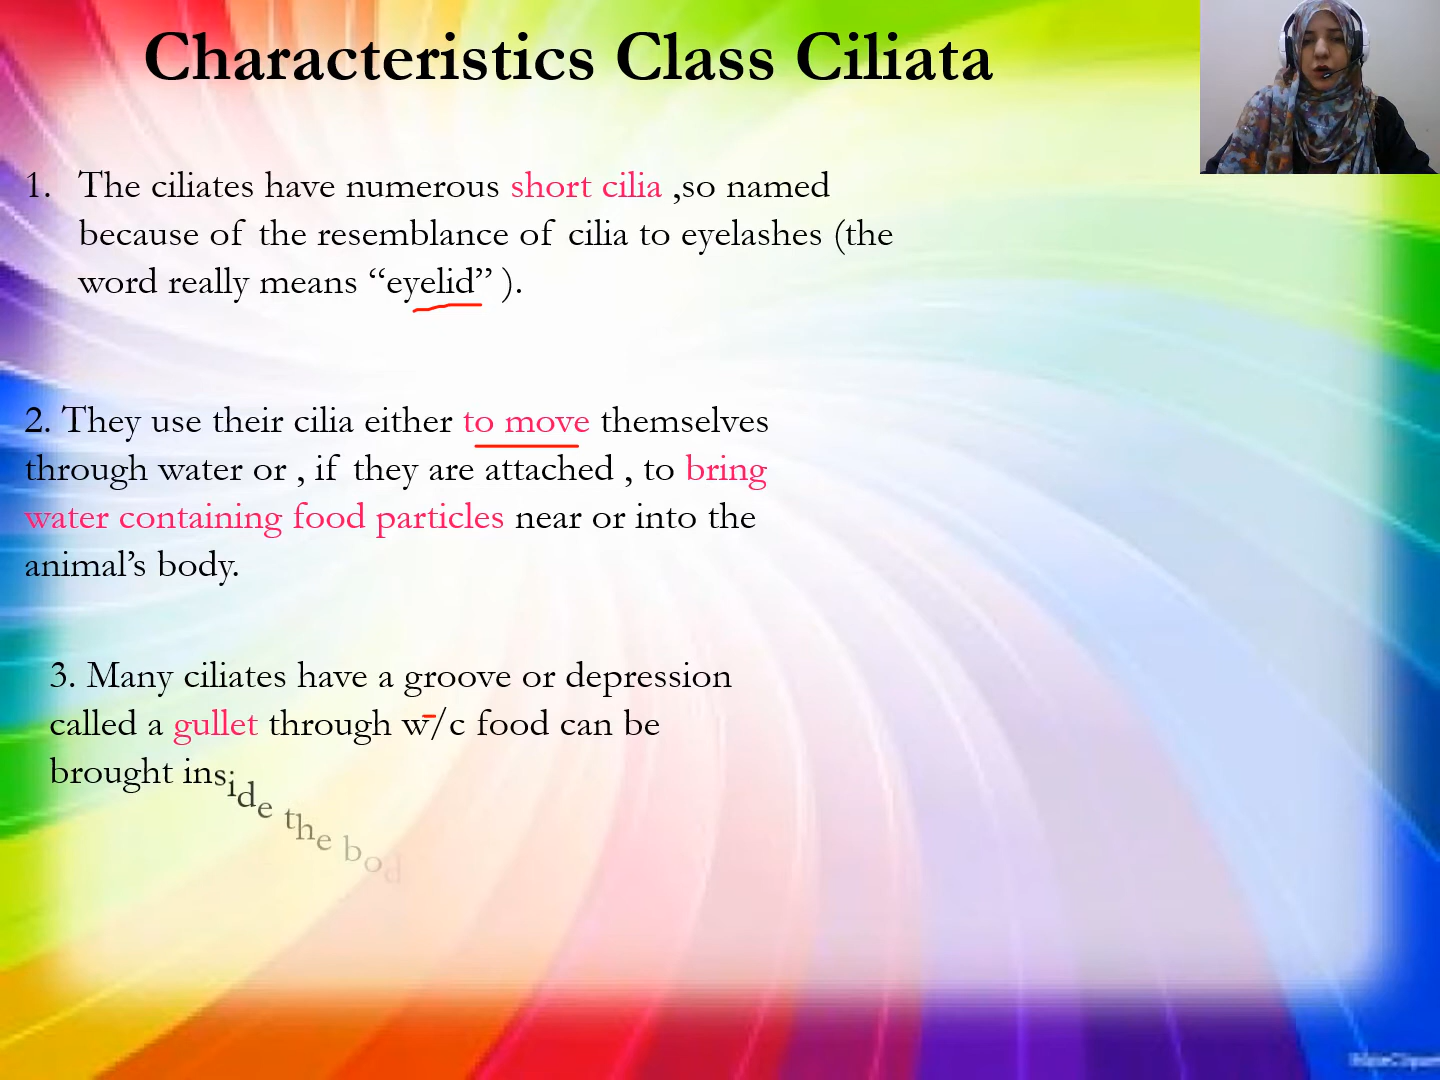 Characteristics Class Ciliata
1. The ciliates have numerous short cilia ,so named
because of the resemblance of cilia to eyelashes (the
word really means “eyelid” ).
2. They use their cilia either to move themselves
through water or , if they are attached , to bring
water containing food particles near or into the
animal’s body.
3. Many ciliates have a groove or depression
called a gullet through w/c food can be
brought inside the bod